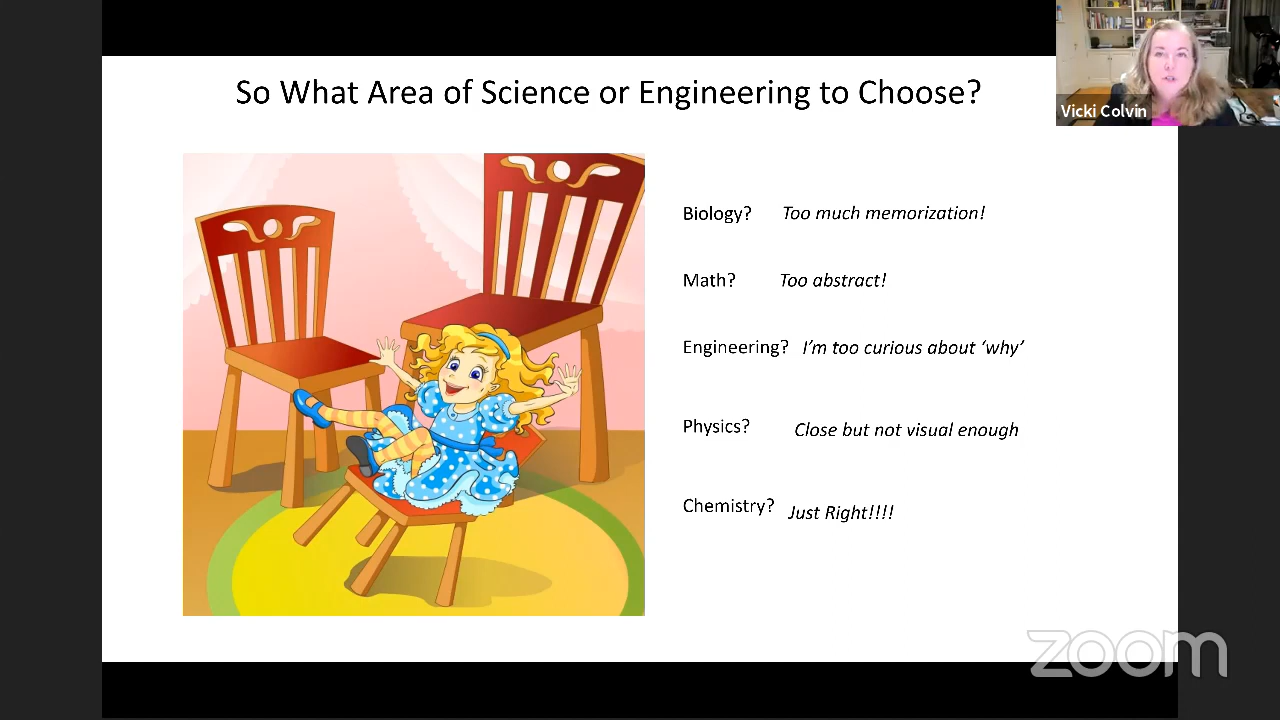 So What Area of Science or Engineering to Choose?
Vicki Colvin
Biology? Too much memorization!
Math? Too abstract!
Engineering? I'm too curious about ‘why’
Physics? Close but not visual enough
Chemistry? Just Right!!!!
zoom